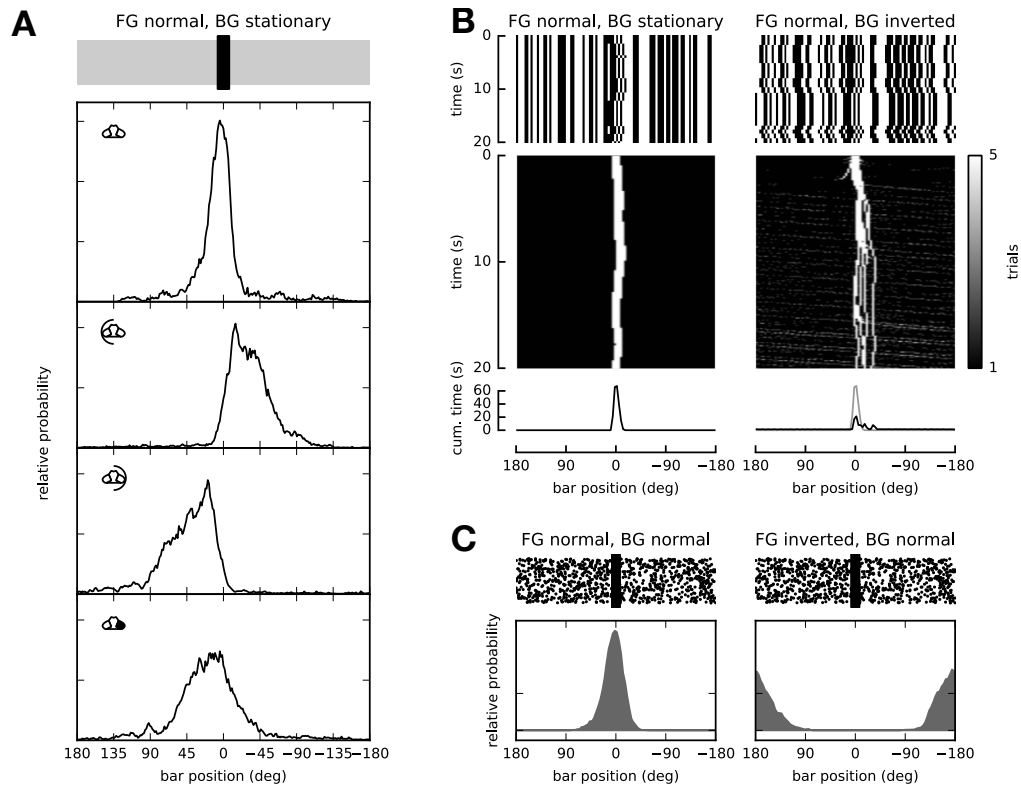 A
FG normal, BG stationary
relative probability
180 135 90 45 0 -45 −90 −135 -180
bar position (deg)
B
FG normal, BG stationary
FG normal, BG inverted
time (s)
0
10
20
time (s)
0
10
20
5
1
trials
cum. time (s)
60
40
20
0
180 90 0 −90 −180
bar position (deg)
180 90 0 −90 −180
bar position (deg)
C
FG normal, BG normal
FG inverted, BG normal
relative probability
180 90 0 −90 −180
bar position (deg)
180 90 0 −90 −180
bar position (deg)